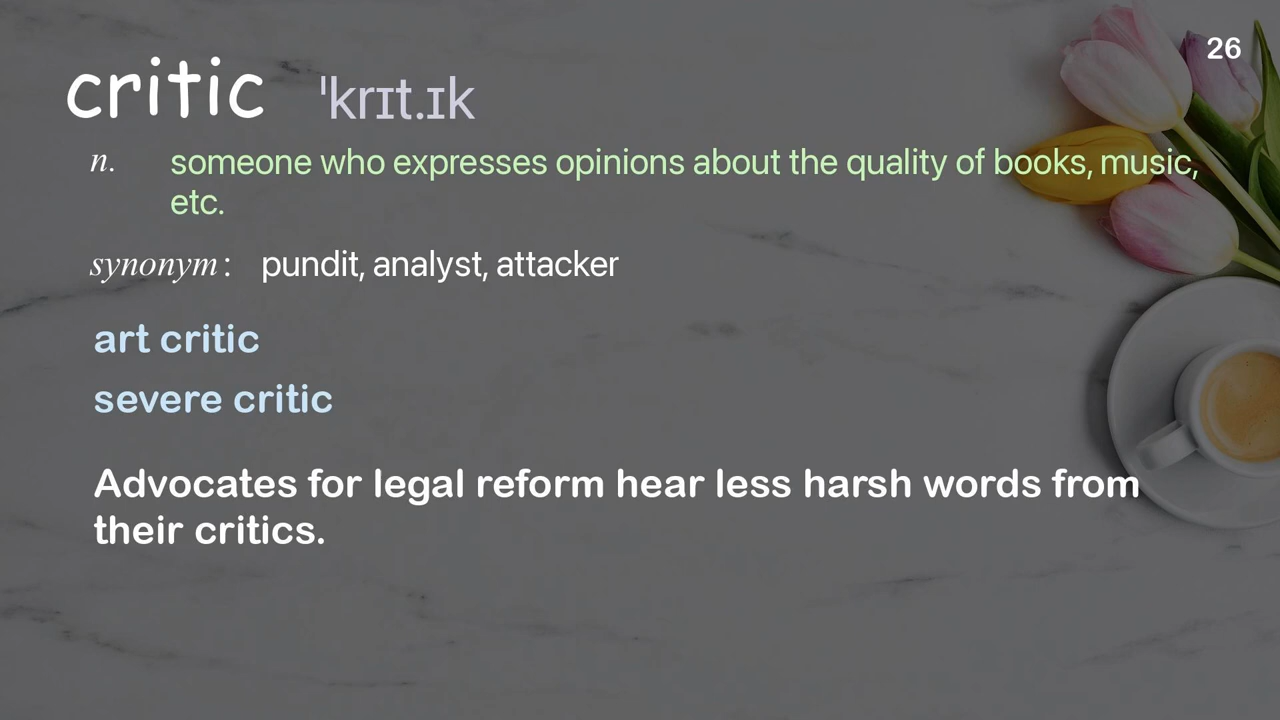 26
critic ˈkrɪt.ɪk
n. someone who expresses opinions about the quality of books, music,
etc.
synonym: pundit, analyst, attacker
art critic
severe critic
Advocates for legal reform hear less harsh words from
their critics.